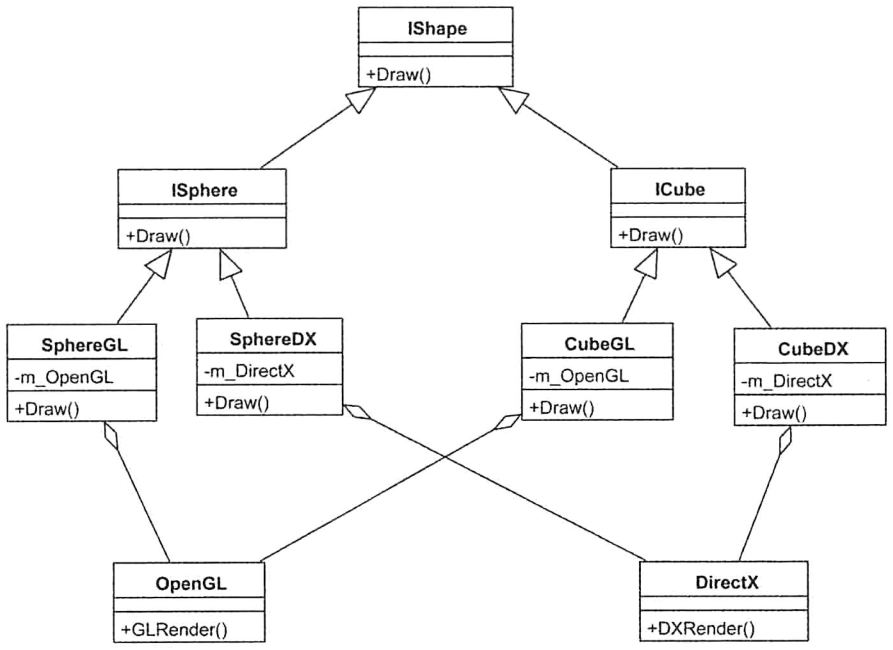 IShape
+Draw()
ISphere
+Draw()
ICube
+Draw()
SphereGL
-m_OpenGL
+Draw()
SphereDX
-m_DirectX
+Draw()
CubeGL
-m_OpenGL
+Draw()
CubeDX
-m_DirectX
+Draw()
OpenGL
+GLRender()
DirectX
+DXRender()